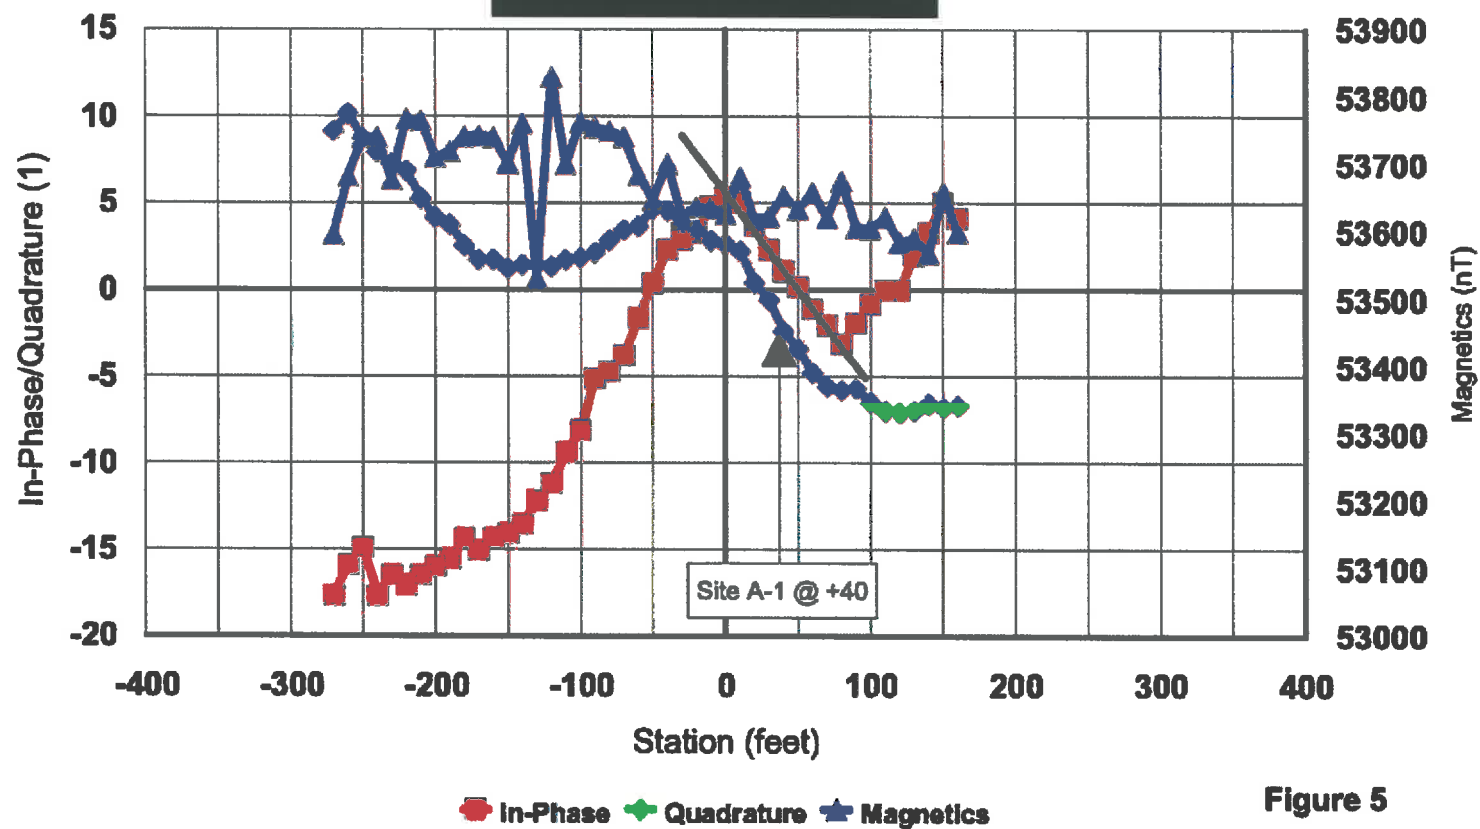 15
10
5
0
-5
-10
-15
-20
In-Phase/Quadrature (1)
53900
53800
53700
53600
53500
53400
53300
53200
53100
53000
Magnetics (nT)
Site A-1 @ +40
-400 -300 -200 -100 0 100 200 300 400
Station (feet)
In-Phase Quadrature Magnetics
Figure 5